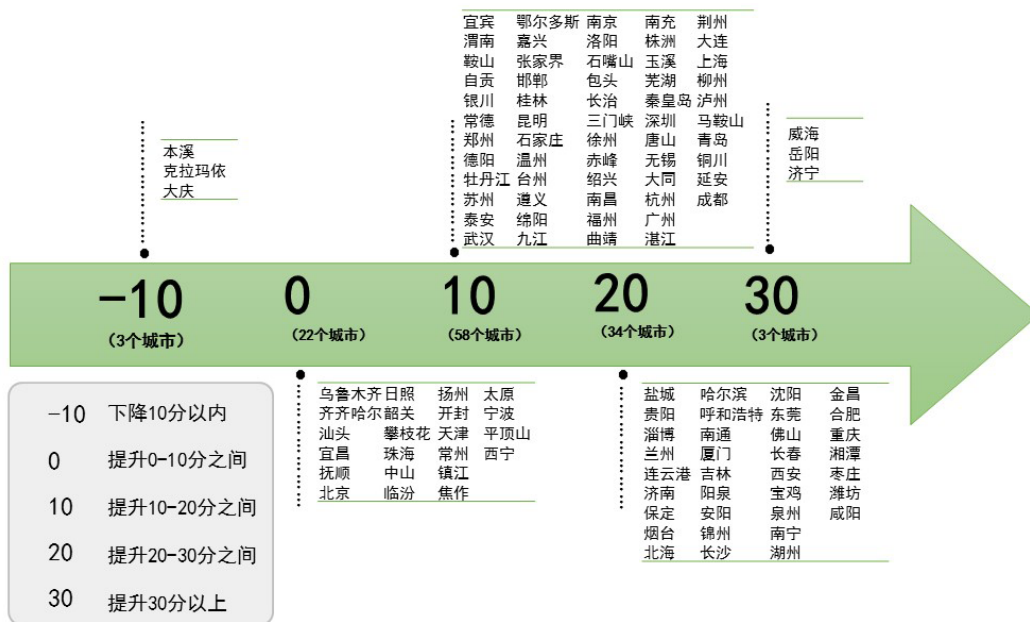 宜宾 鄂尔多斯 南京 南充 荆州
渭南 嘉兴 洛阳 株洲 大连
鞍山 张家界 石嘴山 玉溪 上海
自贡 邯郸 包头 芜湖 柳州
银川 桂林 长治 秦皇岛 泸州
常德 昆明 三门峡 深圳 马鞍山
郑州 石家庄 徐州 唐山 青岛
德阳 温州 赤峰 无锡 铜川
牡丹江 台州 绍兴 大同 延安
苏州 遵义 南昌 杭州 成都
泰安 绵阳 福州 广州
武汉 九江 曲靖 湛江
本溪
克拉玛依
大庆
威海
岳阳
济宁
-10 0 10 20 30
(3个城市) (22个城市) (58个城市) (34个城市) (3个城市)
-10 下降10分以内
0 提升0-10分之间
10 提升10-20分之间
20 提升20-30分之间
30 提升30分以上
乌鲁木齐 日照 扬州 太原
齐齐哈尔 韶关 开封 宁波
汕头 攀枝花 天津 平顶山
宜昌 珠海 常州 西宁
抚顺 中山 镇江
北京 临汾 焦作
盐城 哈尔滨 沈阳 金昌
贵阳 呼和浩特 东莞 合肥
淄博 南通 佛山 重庆
兰州 厦门 长春 湘潭
连云港 吉林 西安 枣庄
济南 阳泉 宝鸡 潍坊
保定 安阳 泉州 咸阳
烟台 锦州 南宁
北海 长沙 湖州